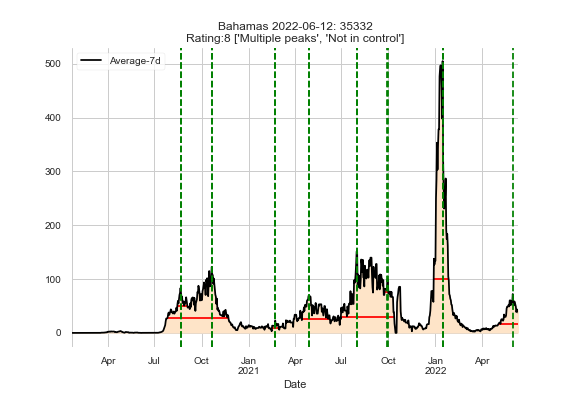 Bahamas 2022-06-12: 35332
Rating:8 ['Multiple peaks', 'Not in control']
Average-7d
500
400
300
200
100
0
Apr Jul Oct Jan Apr Jul Oct Jan Apr
2021 2022
Date